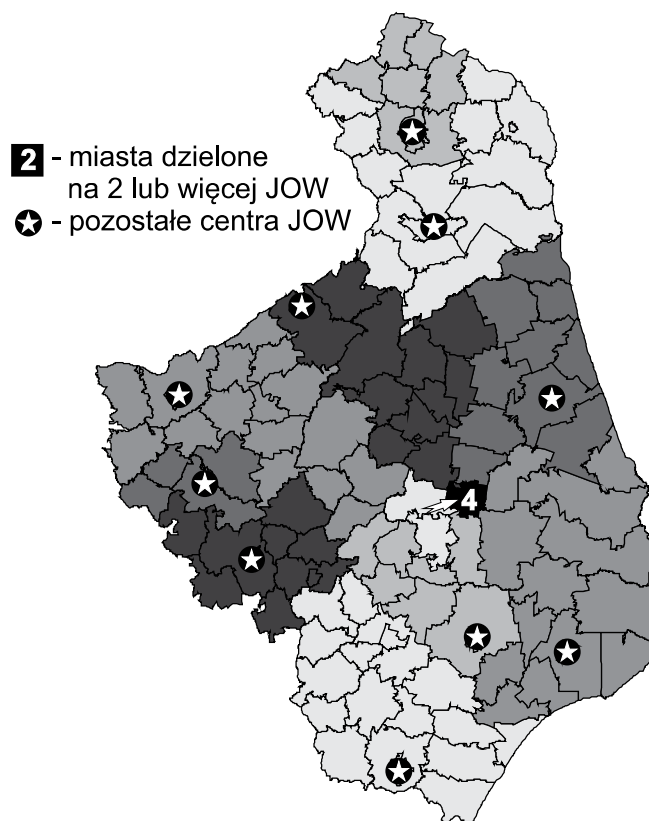 2 - miasta dzielone
na 2 lub więcej JOW
- pozostałe centra JOW
4